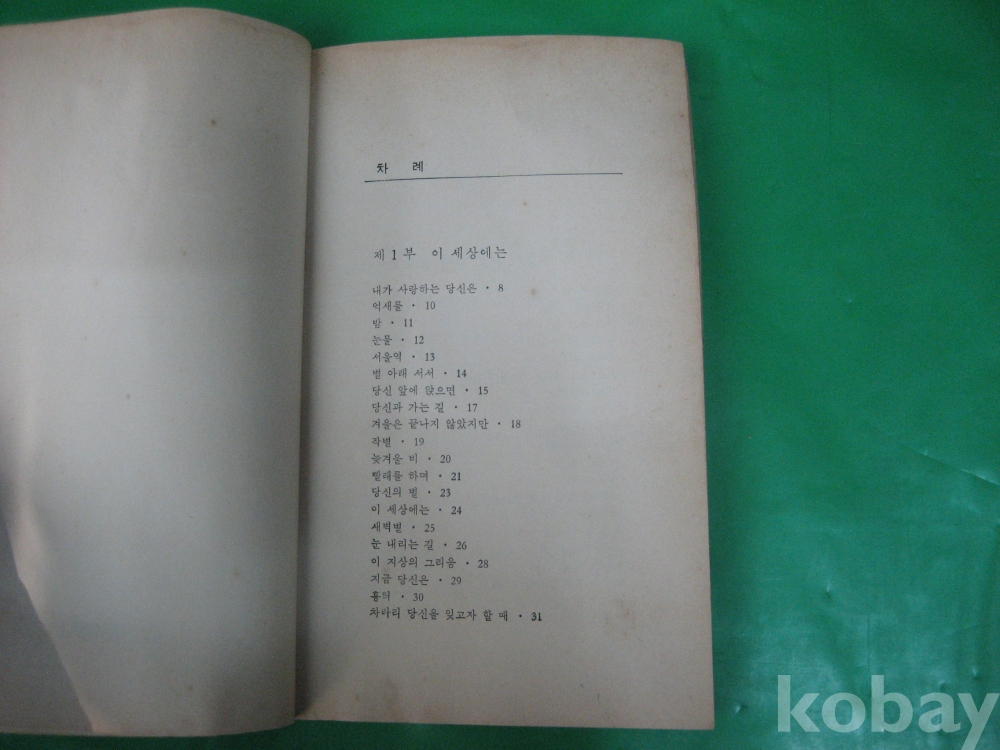 차 례
제 1 부 이 세상에는
내가 사랑하는 당신은 · 8
억새풀 · 10
밤 · 11
눈물 · 12
서울역 · 13
별 아래 서서 · 14
당신 앞에 앉으면 · 15
당신과 가는 길 · 17
겨울은 끝나지 않았지만 · 18
작별 · 19
늦겨울 비 · 20
빨래를 하며 · 21
당신의 별 · 23
이 세상에는 · 24
새벽별 · 25
눈 내리는 길 · 26
이 지상의 그리움 · 28
지금 당신은 · 29
· 30
차마리 당신을 잊고자 할 때 · 31
kobay